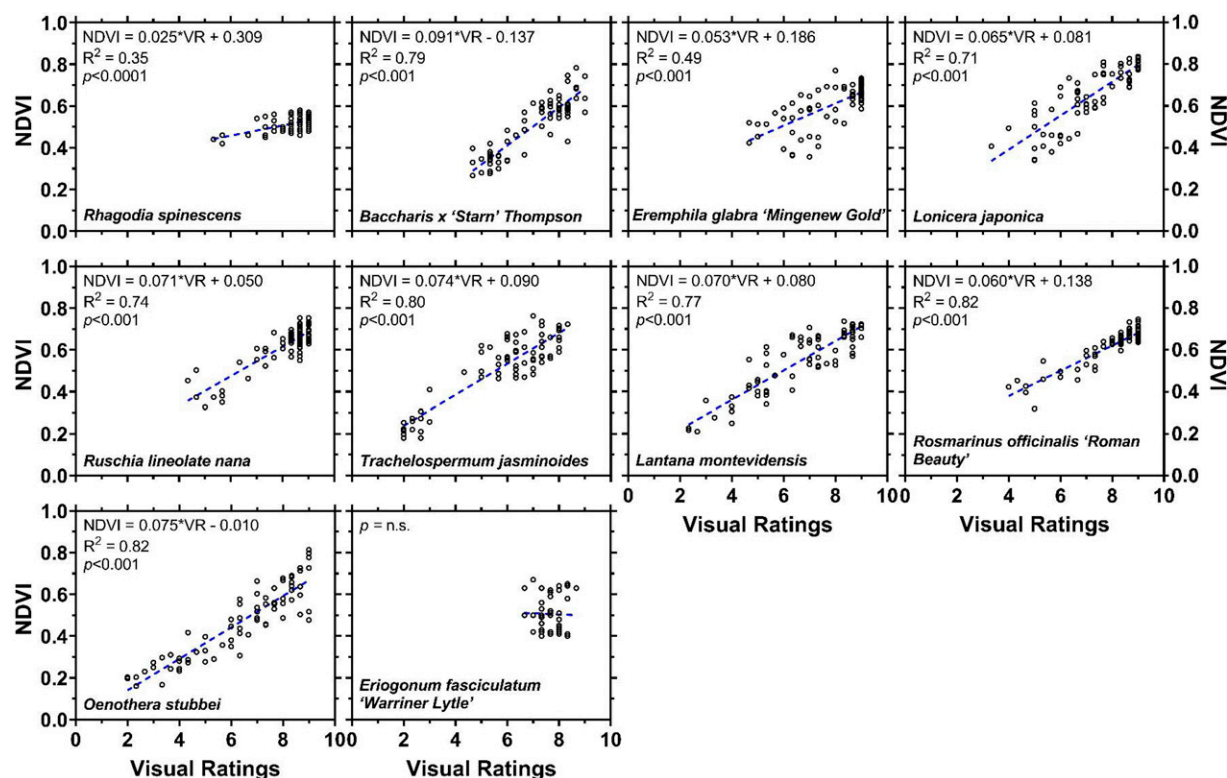 NDVI = 0.025*VR + 0.309
R² = 0.35
p<0.0001
Rhagodia spinescens
NDVI = 0.091*VR - 0.137
R² = 0.79
p<0.001
Baccharis x ‘Starn’ Thompson
NDVI = 0.053*VR + 0.186
R² = 0.49
p<0.001
Eremphila glabra ‘Mingenew Gold’
NDVI = 0.065*VR + 0.081
R² = 0.71
p<0.001
Lonicera japonica
NDVI
1.0
0.8
0.6
0.4
0.2
0.0
1.0
0.8
0.6
0.4
0.2
0.0
NDVI
NDVI = 0.071*VR + 0.050
R² = 0.74
p<0.001
Ruschia lineolate nana
NDVI = 0.074*VR + 0.090
R² = 0.80
p<0.001
Trachelospermum jasminoides
NDVI = 0.070*VR + 0.080
R² = 0.77
p<0.001
Lantana montevidensis
NDVI = 0.060*VR + 0.138
R² = 0.82
p<0.001
Rosmarinus officinalis ‘Roman
Beauty’
NDVI
1.0
0.8
0.6
0.4
0.2
0.0
1.0
0.8
0.6
0.4
0.2
0.0
NDVI
0 2 4 6 8 10
Visual Ratings
0 2 4 6 8 10
Visual Ratings
NDVI = 0.075*VR - 0.010
R² = 0.82
p<0.001
Oenothera stubbei
p = n.s.
Eriogonum fasciculatum
‘Warriner Lytle’
NDVI
1.0
0.8
0.6
0.4
0.2
0.0
0 2 4 6 8 10
Visual Ratings
0 2 4 6 8 10
Visual Ratings